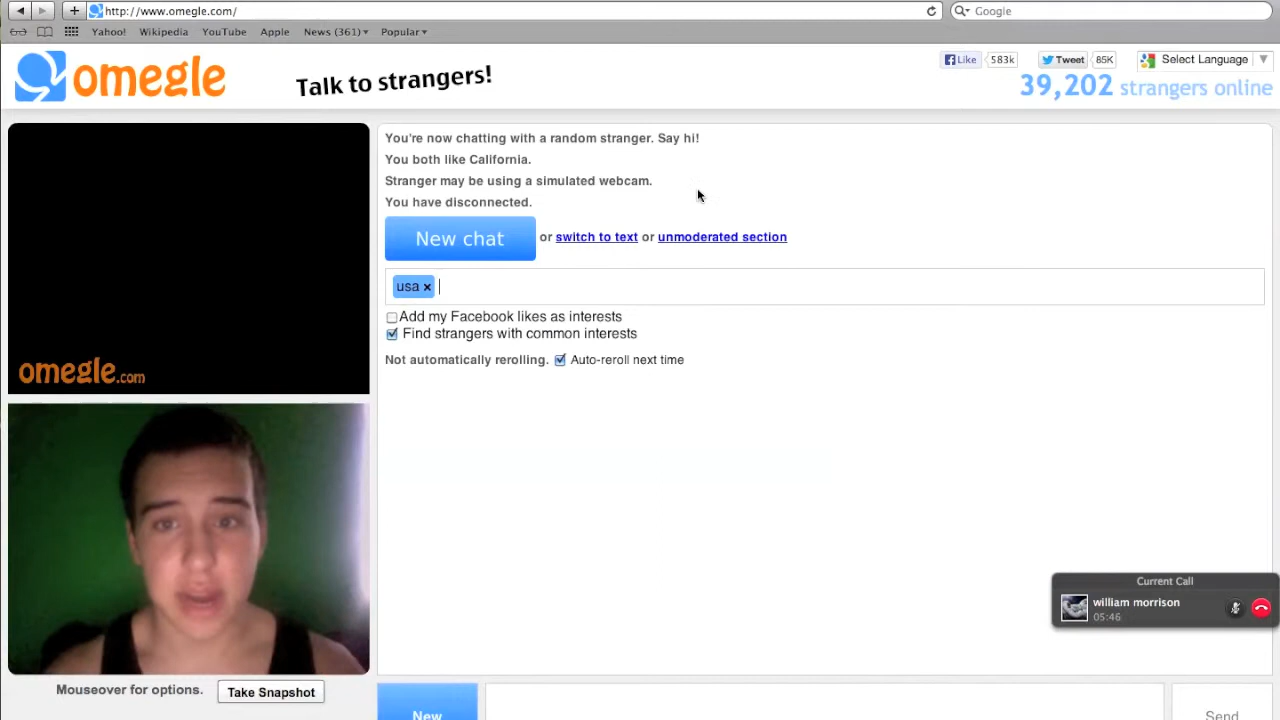 http://www.omegle.com/
Google
Yahoo!
Wikipedia
YouTube
Apple
News (361)
Popular
omegle
Talk to strangers!
Like
583k
Tweet
85K
Select Language
39,202 strangers online
You're now chatting with a random stranger. Say hi!
You both like California.
Stranger may be using a simulated webcam.
You have disconnected.
New chat or switch to text or unmoderated section
usa ×
Add my Facebook likes as interests
Find strangers with common interests
Not automatically rerolling. Auto-reroll next time
omegle.com
Current Call
william morrison
05:46
Mouseover for options.
Take Snapshot
New
Send